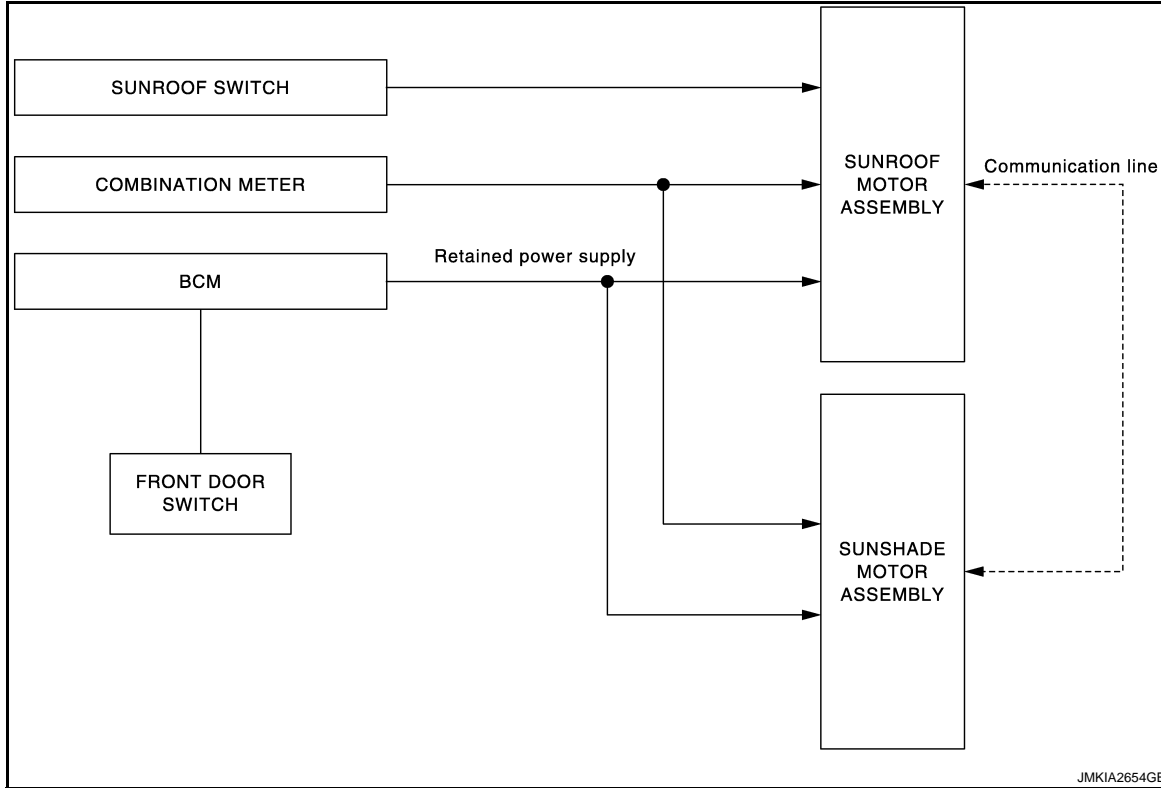 SUNROOF SWITCH
COMBINATION METER
BCM
Retained power supply
FRONT DOOR
SWITCH
SUNROOF
MOTOR
ASSEMBLY
Communication line
SUNSHADE
MOTOR
ASSEMBLY
JMKIA2654GB